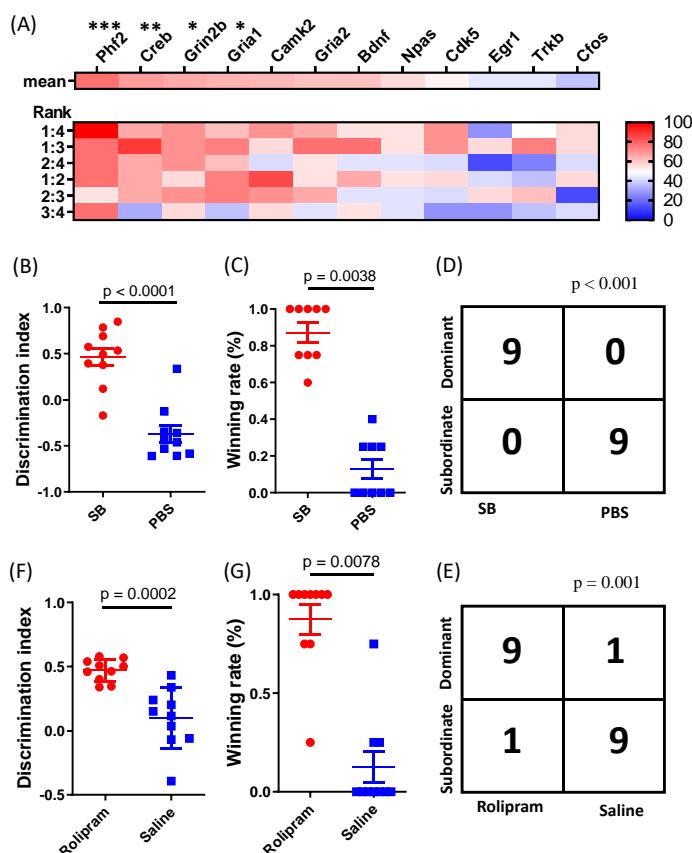 (A)
*** ** * *
Phf2 Creb Grin2b Gria1 Camk2 Gria2 Bdnf Npas Cdk5 Egr1 Trkb Cfos
mean
Rank
1:4
1:3
2:4
1:2
2:3
3:4
100
80
60
40
20
0
(B)
p < 0.0001
Discrimination index
1.0
0.5
0.0
-0.5
-1.0
SB PBS
(C)
p = 0.0038
Winning rate (%)
1.0
0.8
0.6
0.4
0.2
0.0
SB PBS
(D)
p < 0.001
Dominant
9 0
Subordinate
0 9
SB PBS
(F)
p = 0.0002
Discrimination index
1.0
0.5
0.0
-0.5
Rolipram Saline
(G)
p = 0.0078
Winning rate (%)
1.0
0.5
0.0
Rolipram Saline
(E)
p = 0.001
Dominant
9 1
Subordinate
1 9
Rolipram Saline